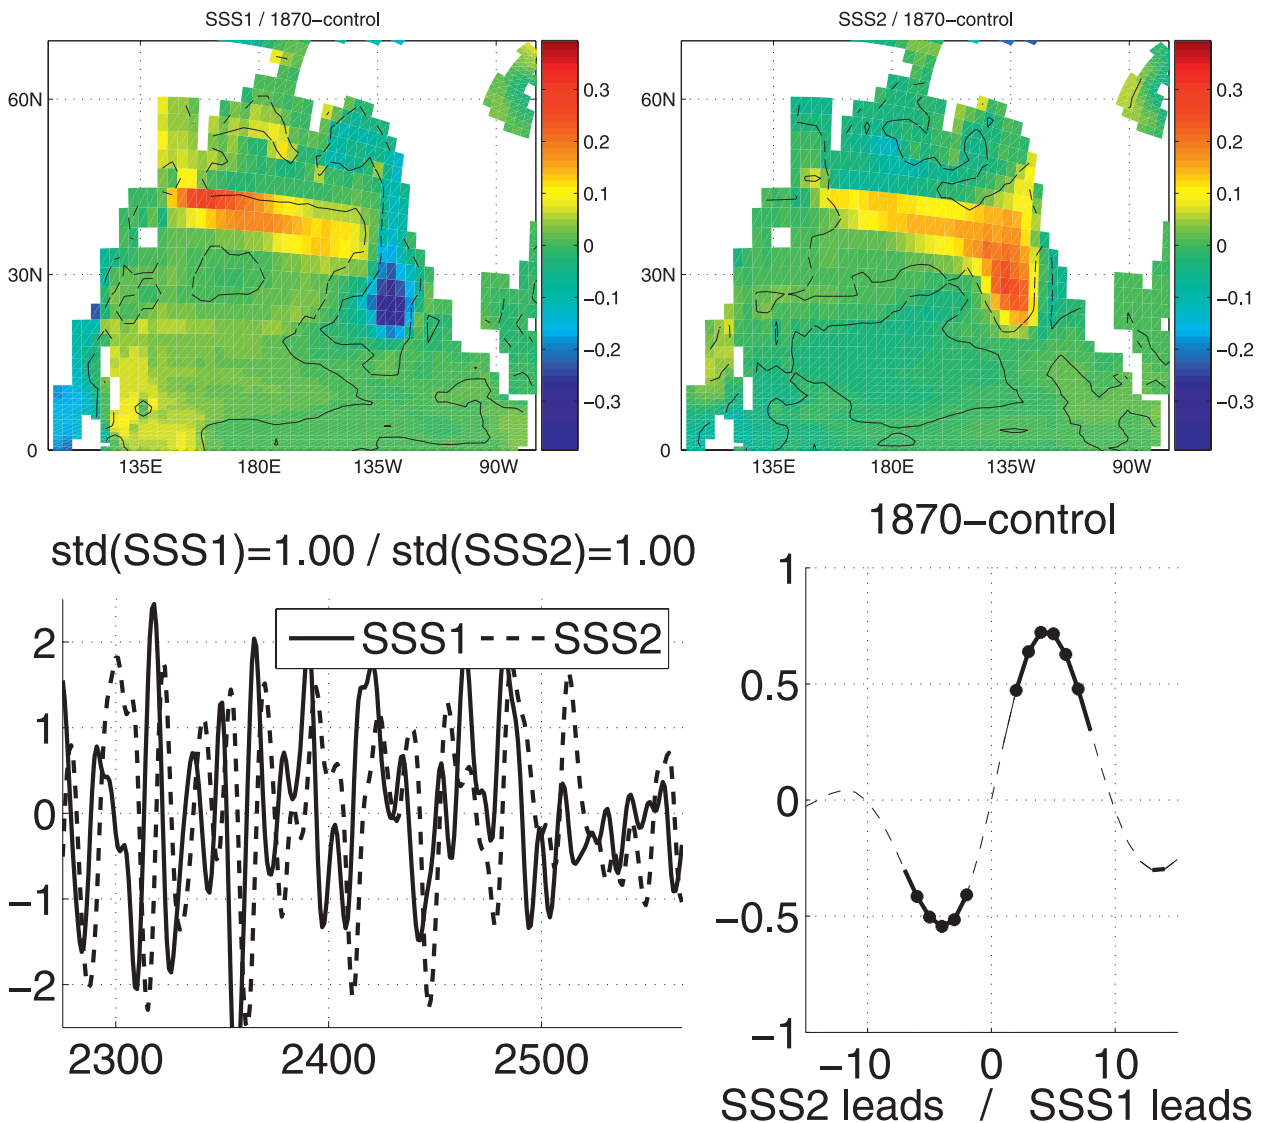 SSS1 / 1870−control
SSS2 / 1870−control
60N
30N
0
135E 180E 135W 90W
0.3
0.2
0.1
0
−0.1
−0.2
−0.3
60N
30N
0
135E 180E 135W 90W
0.3
0.2
0.1
0
−0.1
−0.2
−0.3
std(SSS1)=1.00 / std(SSS2)=1.00
SSS1 SSS2
2
1
0
−1
−2
2300 2400 2500
1870−control
1
0.5
0
−0.5
−1
−10 0 10
SSS2 leads / SSS1 leads